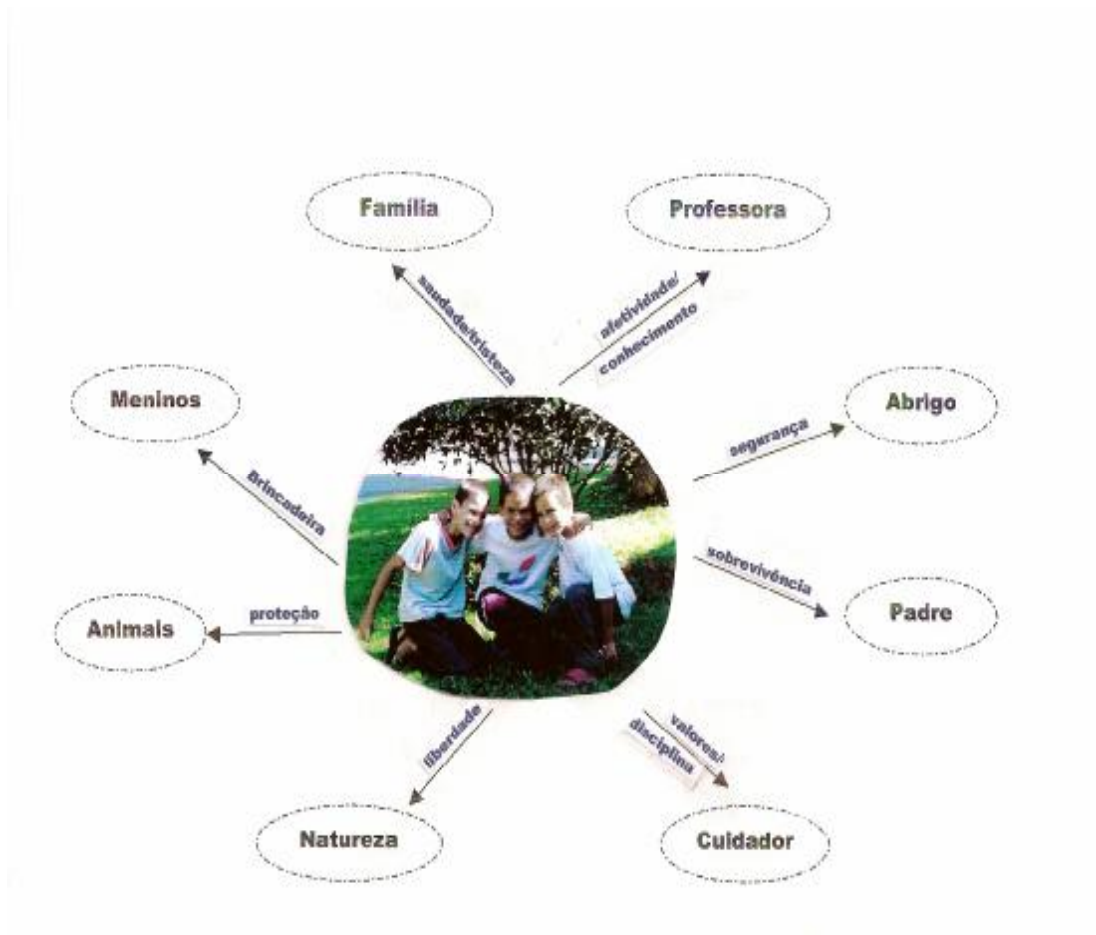 Família
Professora
saudade/tristeza
afetividade/
conhecimento
Meninos
Abrigo
Brincadeira
segurança
Animais
proteção
sobrevivência
Padre
liberdade
valores/
disciplina
Natureza
Cuidador